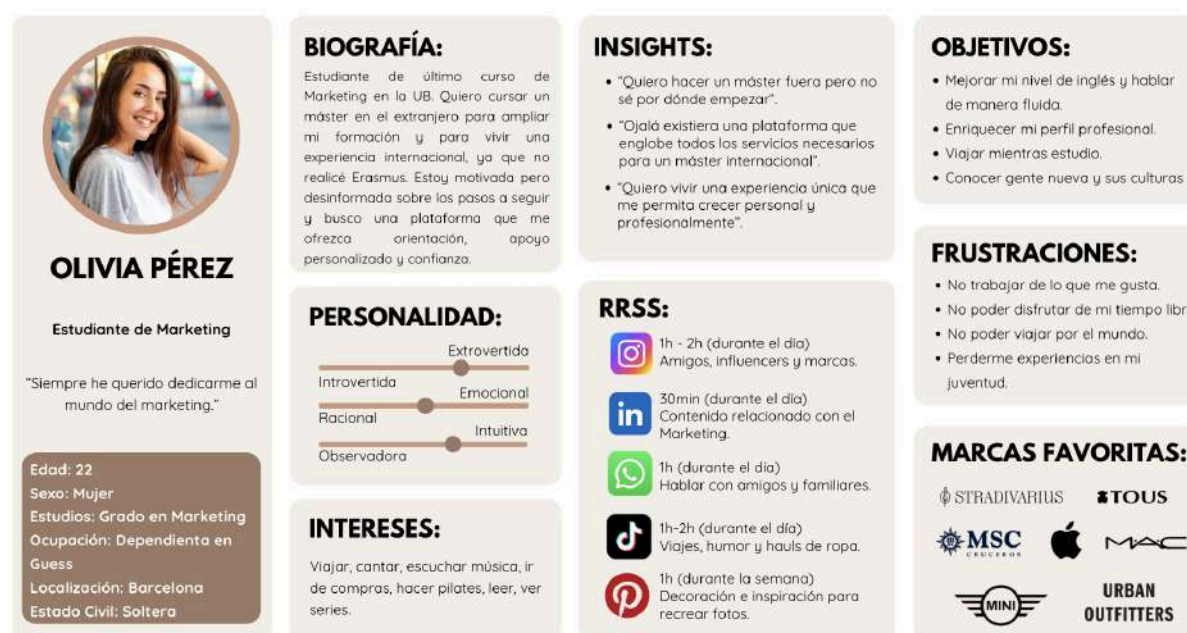 OLIVIA PÉREZ
Estudiante de Marketing
"Siempre he querido dedicarme al
mundo del marketing."
Edad: 22
Sexo: Mujer
Estudios: Grado en Marketing
Ocupación: Dependienta en
Guess
Localización: Barcelona
Estado Civil: Soltera
BIOGRAFÍA:
Estudiante de último curso de
Marketing en la UB. Quiero cursar un
máster en el extranjero para ampliar
mi formación y para vivir una
experiencia internacional, ya que no
realicé Erasmus. Estoy motivada pero
desinformada sobre los pasos a seguir
y busco una plataforma que me
ofrezca orientación, apoyo
personalizado y confianza.
PERSONALIDAD:
Extrovertida
Introvertida
Emocional
Racional
Intuitiva
Observadora
INTERESES:
Viajar, cantar, escuchar música, ir
de compras, hacer pilates, leer, ver
series.
INSIGHTS:
• "Quiero hacer un máster fuera pero no
sé por dónde empezar".
• "Ojalá existiera una plataforma que
englobe todos los servicios necesarios
para un máster internacional".
• "Quiero vivir una experiencia única que
me permita crecer personal y
profesionalmente".
RRSS:
1h - 2h (durante el día)
Amigos, influencers y marcas.
in
30min (durante el día)
Contenido relacionado con el
Marketing.
1h (durante el día)
Hablar con amigos y familiares.
1h-2h (durante el día)
Viajes, humor y hauls de ropa.
1h (durante la semana)
Decoración e inspiración para
recrear fotos.
OBJETIVOS:
• Mejorar mi nivel de inglés y hablar
de manera fluida.
• Enriquecer mi perfil profesional.
• Viajar mientras estudio.
• Conocer gente nueva y sus culturas
FRUSTRACIONES:
• No trabajar de lo que me gusta.
• No poder disfrutar de mi tiempo libr
• No poder viajar por el mundo.
• Perderme experiencias en mi
juventud.
MARCAS FAVORITAS:
STRADIVARIUS
TOUS
MSC
CRUCEROS
MAC
MINI
URBAN
OUTFITTERS